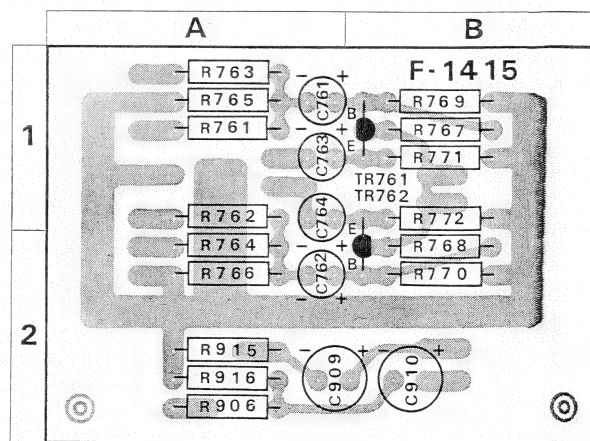 A B
F-1415
1
2
R763
R765
R761
- C761 +
- C763 +
B
E
R769
R767
R771
TR761
TR762
R762
R764
R766
C764
- C762 +
- +
E
B
R772
R768
R770
R915
R916
R906
- C909 +
- C910 +